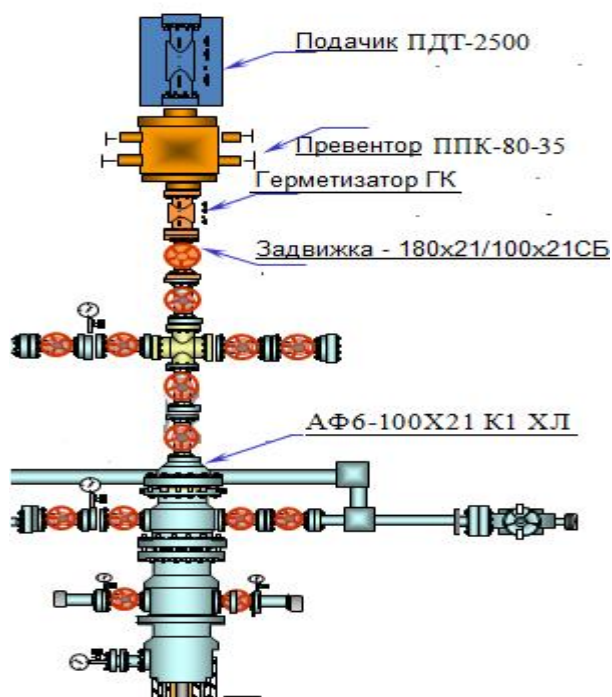 Подачик ПДТ-2500
Превентор ППК-80-35
Герметизатор ГК
Задвижка - 180х21/100х21СБ
АФ6-100Х21 К1 ХЛ